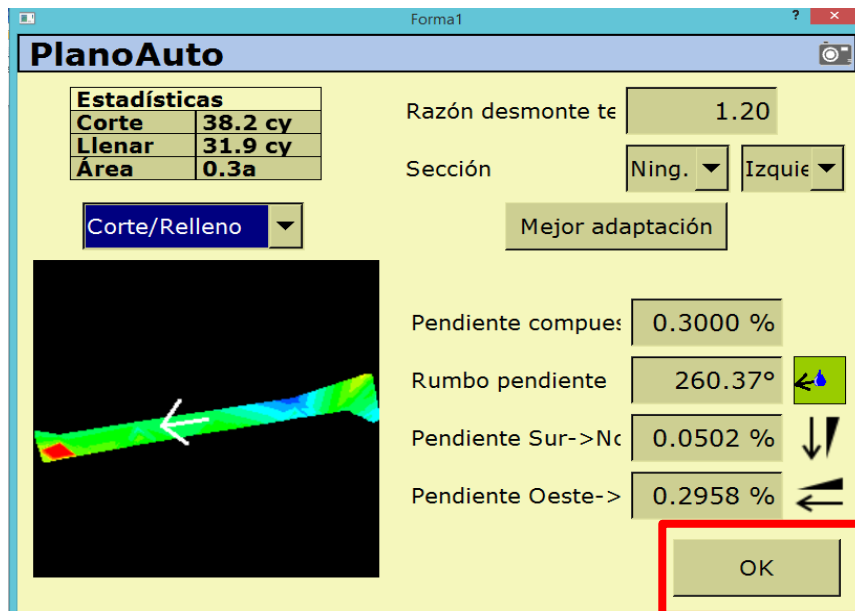 Forma1
?
PlanoAuto
Estadísticas
Corte 38.2 cy
Llenar 31.9 cy
Área 0.3a
Razón desmonte te 1.20
Sección Ning. Izquie
Corte/Relleno
Mejor adaptación
Pendiente compues 0.3000 %
Rumbo pendiente 260.37°
Pendiente Sur->No 0.0502 %
Pendiente Oeste-> 0.2958 %
OK